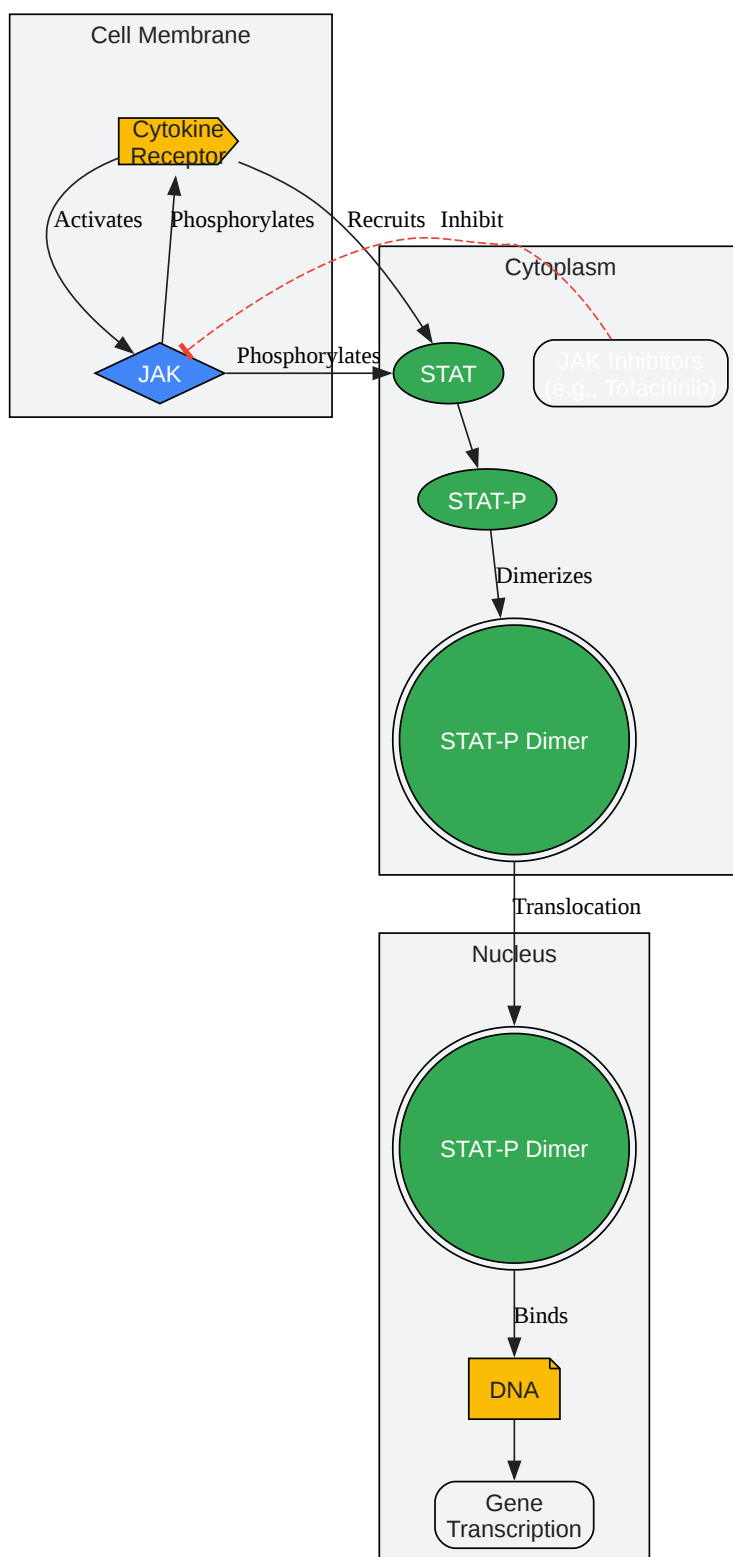 Cell Membrane
Cytokine
Receptor
Activates
Phosphorylates
Recruits
Inhibit
Cytoplasm
JAK Inhibitors
(e.g., Tofacitinib)
JAK
Phosphorylates
STAT
STAT-P
Dimerizes
STAT-P Dimer
Translocation
Nucleus
STAT-P Dimer
Binds
DNA
Gene
Transcription